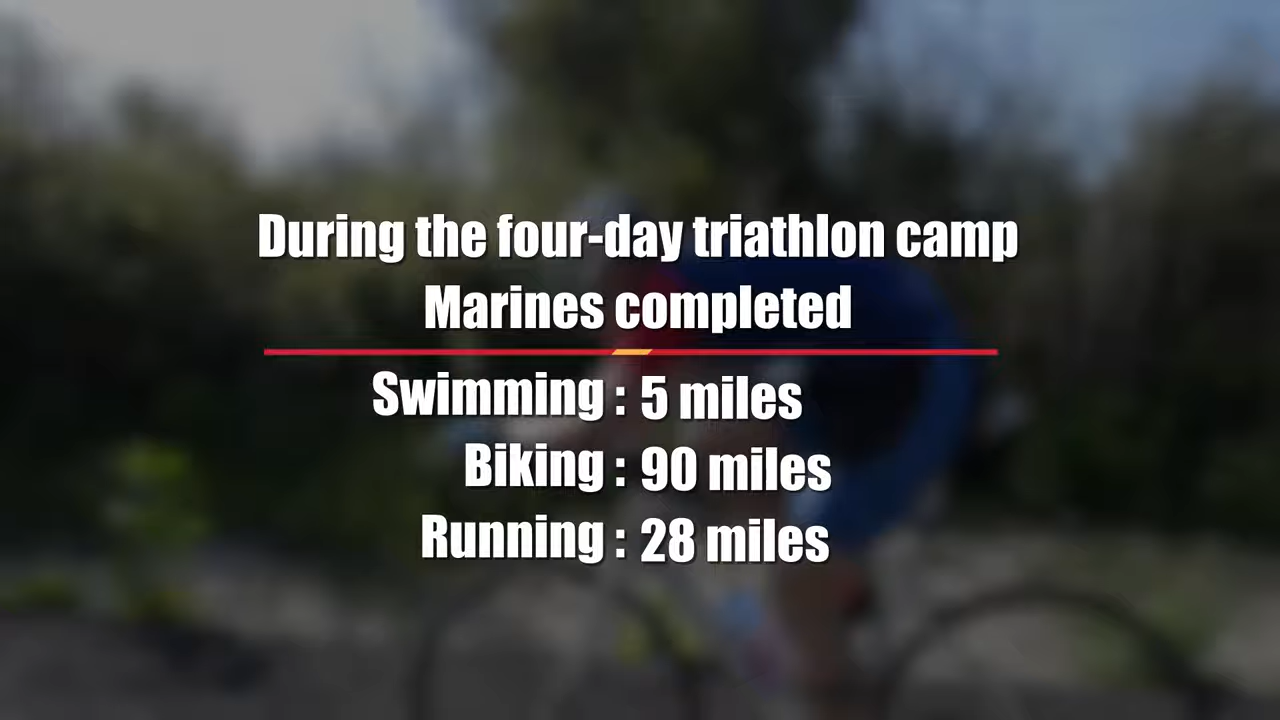 During the four-day triathlon camp
Marines completed
Swimming : 5 miles
Biking : 90 miles
Running : 28 miles